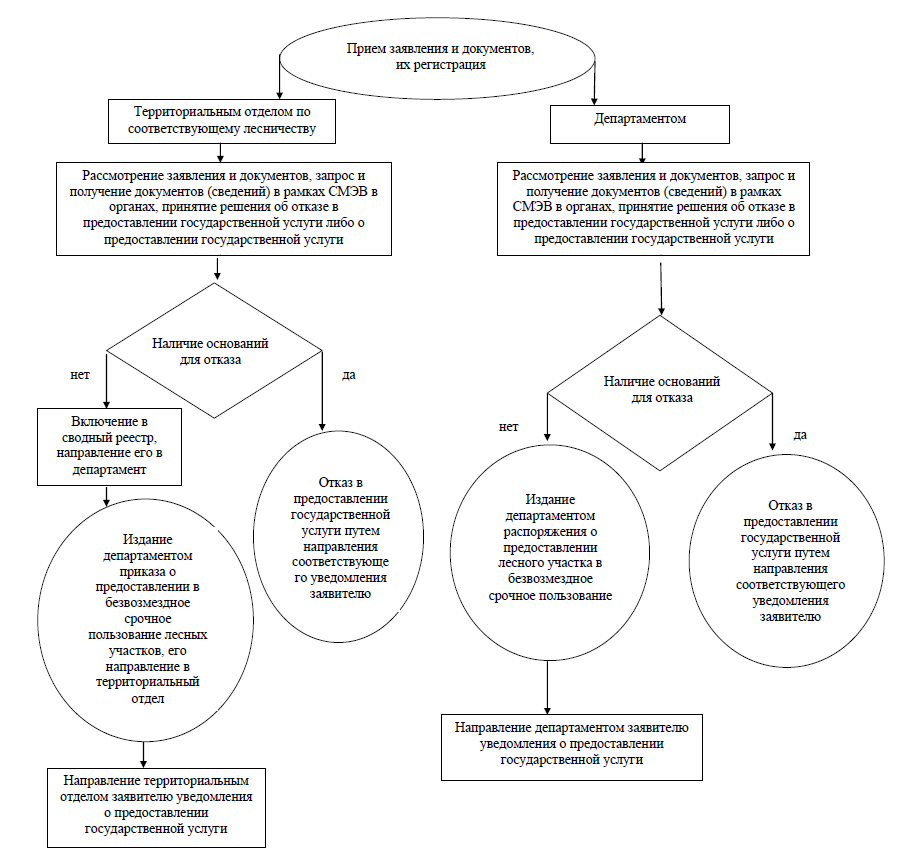 Прием заявления и документов,
их регистрация
Территориальным отделом по
соответствующему лесничеству
Департаментом
Рассмотрение заявления и документов, запрос и
получение документов (сведений) в рамках СМЭВ в
органах, принятие решения об отказе в
предоставлении государственной услуги либо о
предоставлении государственной услуги
Рассмотрение заявления и документов, запрос и
получение документов (сведений) в рамках
СМЭВ в органах, принятие решения об отказе в
предоставлении государственной услуги либо о
предоставлении государственной услуги
Наличие оснований
для отказа
нет
да
Наличие оснований
для отказа
нет
да
Включение в
сводный реестр,
направление его в
департамент
Отказ в
предоставлении
государственной
услуги путем
направления
соответствующе
го уведомления
заявителю
Издание
департаментом
распоряжения о
предоставлении
лесного участка в
безвозмездное
срочное пользование
Отказ в
предоставлении
государственной
услуги путем
направления
соответствующего
уведомления
заявителю
Издание
департаментом
приказа о
предоставлении в
безвозмездное
срочное
пользование лесных
участков, его
направление в
территориальный
отдел
Направление департаментом заявителю
уведомления о предоставлении
государственной услуги
Направление территориальным
отделом заявителю уведомления
о предоставлении
государственной услуги